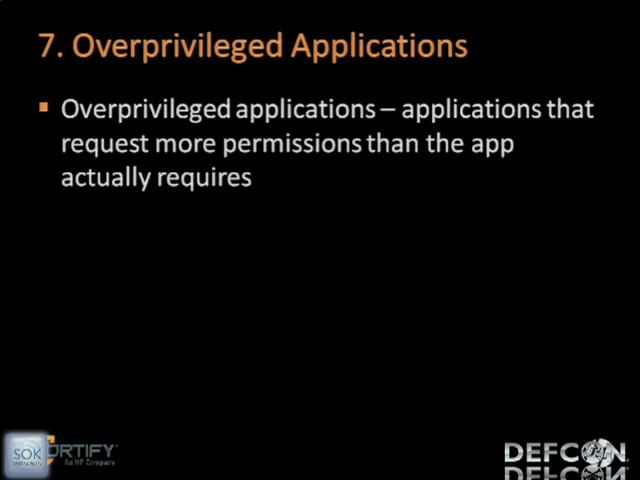 7. Overprivileged Applications
Overprivileged applications – applications that
request more permissions than the app
actually requires
SOK
ORTIFY
An HP Company
DEFCON